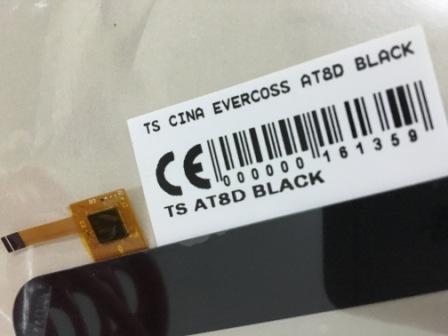 TS CINA EVERCOSS AT8D BLACK
CE
000000 161359
TS AT8D BLACK